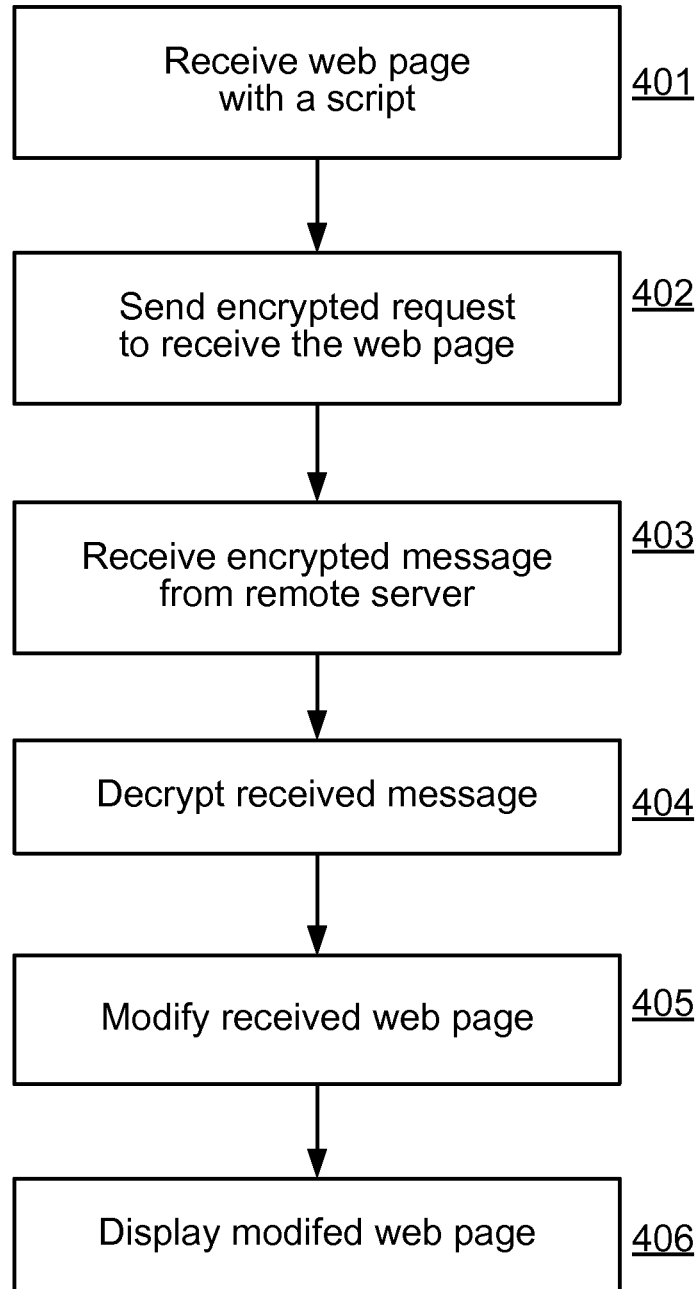 Receive web page
with a script
401
Send encrypted request
to receive the web page
402
Receive encrypted message
from remote server
403
Decrypt received message
404
Modify received web page
405
Display modifed web page
406